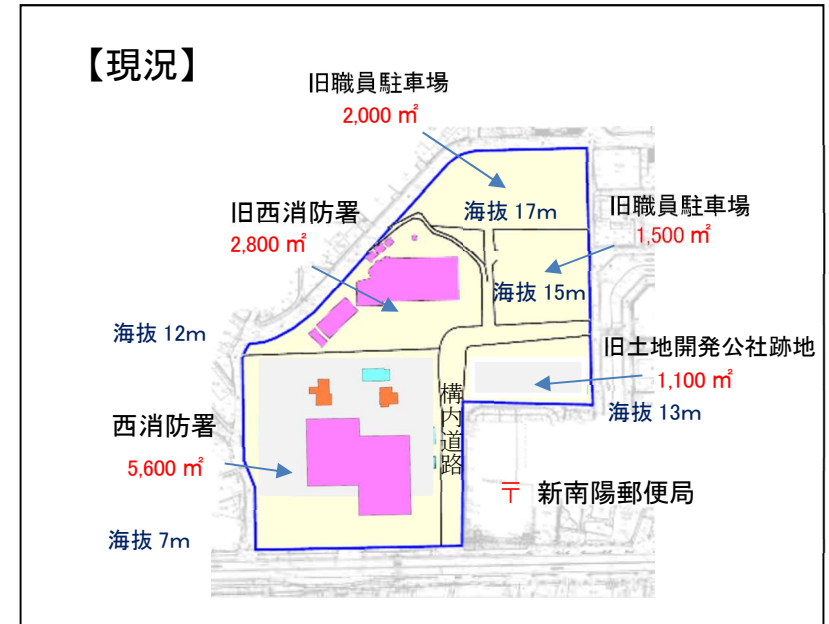 【現況】
旧職員駐車場
2,000 ㎡
旧西消防署
2,800 ㎡
海抜 17m
旧職員駐車場
1,500 ㎡
海抜 15m
海抜 12m
旧土地開発公社跡地
1,100 ㎡
海抜 13m
構内道路
西消防署
5,600 ㎡
〒 新南陽郵便局
海抜 7m